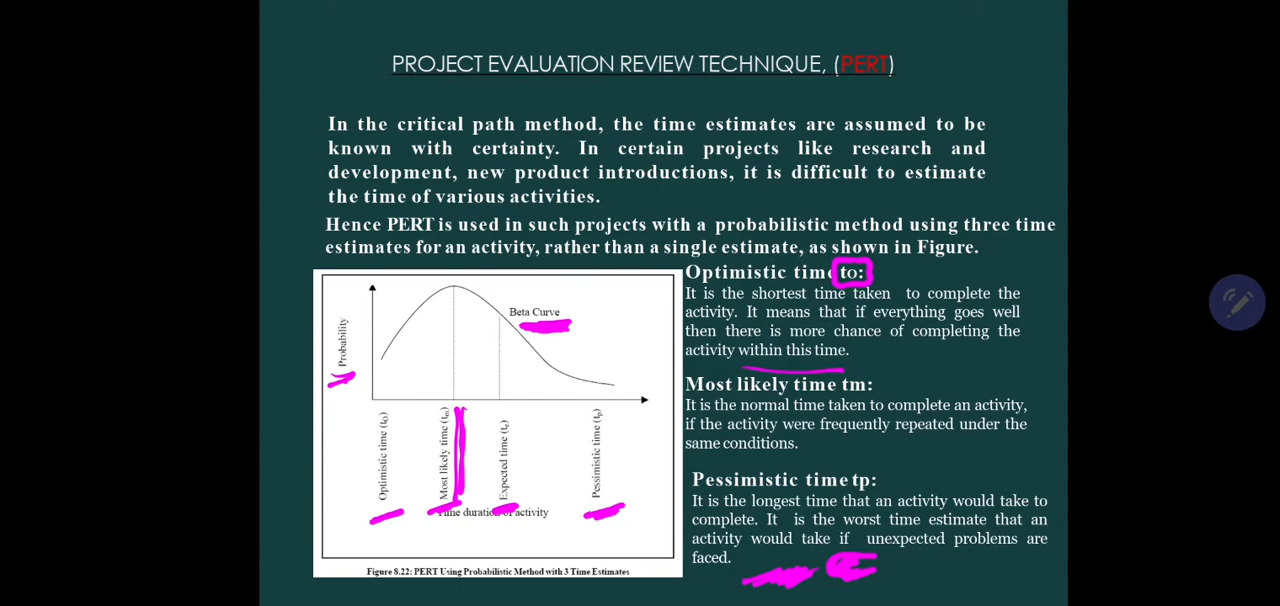 PROJECT EVALUATION REVIEW TECHNIQUE, (PERT)
In the critical path method, the time estimates are assumed to be
known with certainty. In certain projects like research and
development, new product introductions, it is difficult to estimate
the time of various activities.
Hence PERT is used in such projects with a probabilistic method using three time
estimates for an activity, rather than a single estimate, as shown in Figure.
Probability
Beta Curve
Optimistic time (tO)
Most likely time (tm)
Expected time (te)
Pessimistic time (tp)
Time duration of activity
Figure 8.22: PERT Using Probabilistic Method with 3 Time Estimates
Optimistic time to:
It is the shortest time taken to complete the
activity. It means that if everything goes well
then there is more chance of completing the
activity within this time.
Most likely time tm:
It is the normal time taken to complete an activity,
if the activity were frequently repeated under the
same conditions.
Pessimistic time tp:
It is the longest time that an activity would take to
complete. It is the worst time estimate that an
activity would take if unexpected problems are
faced.